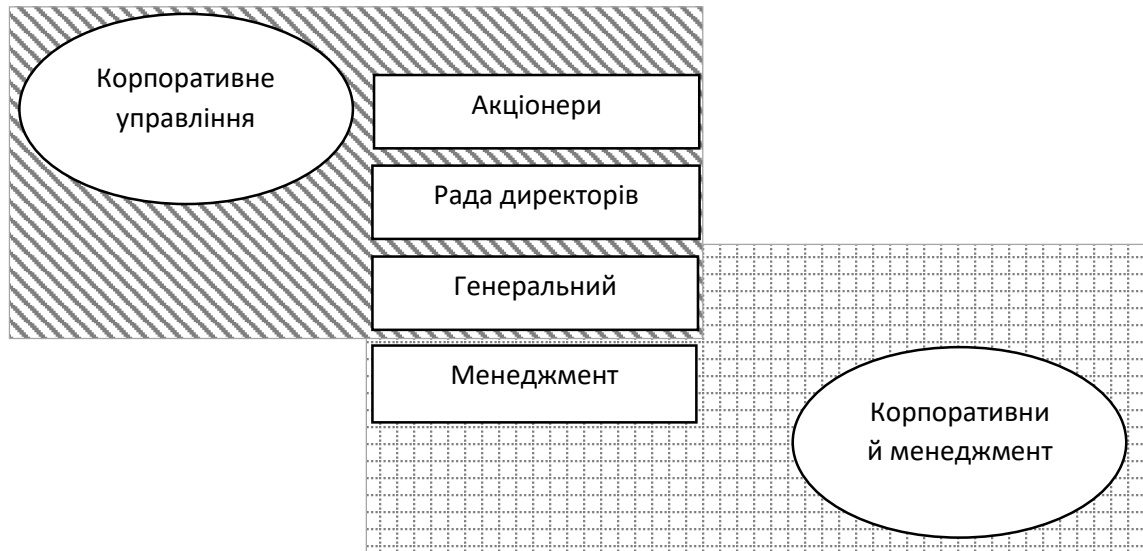 Корпоративне
управління
Акціонери
Рада директорів
Генеральний
Менеджмент
Корпоративни
й менеджмент